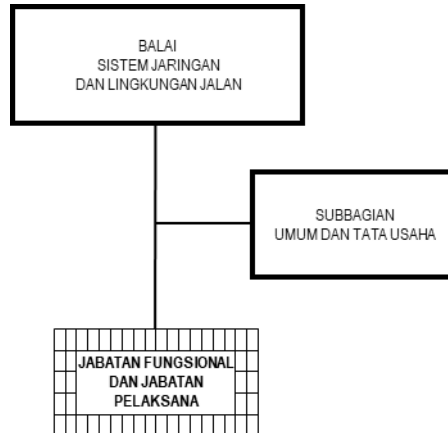 BALAI
SISTEM JARINGAN
DAN LINGKUNGAN JALAN
SUBBAGIAN
UMUM DAN TATA USAHA
JABATAN FUNGSIONAL
DAN JABATAN
PELAKSANA